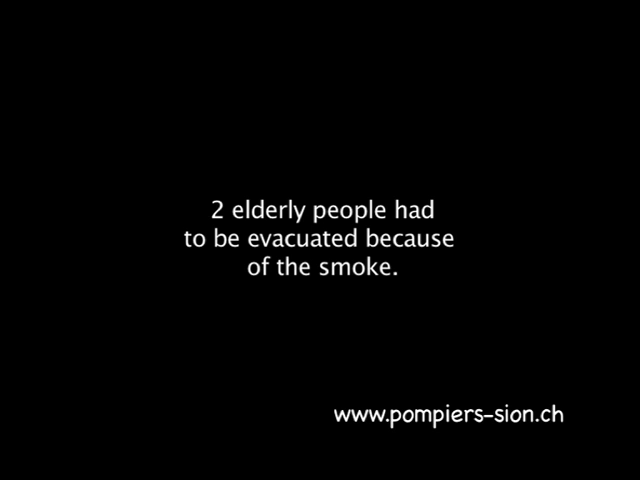 2 elderly people had
to be evacuated because
of the smoke.
www.pompiers-sion.ch